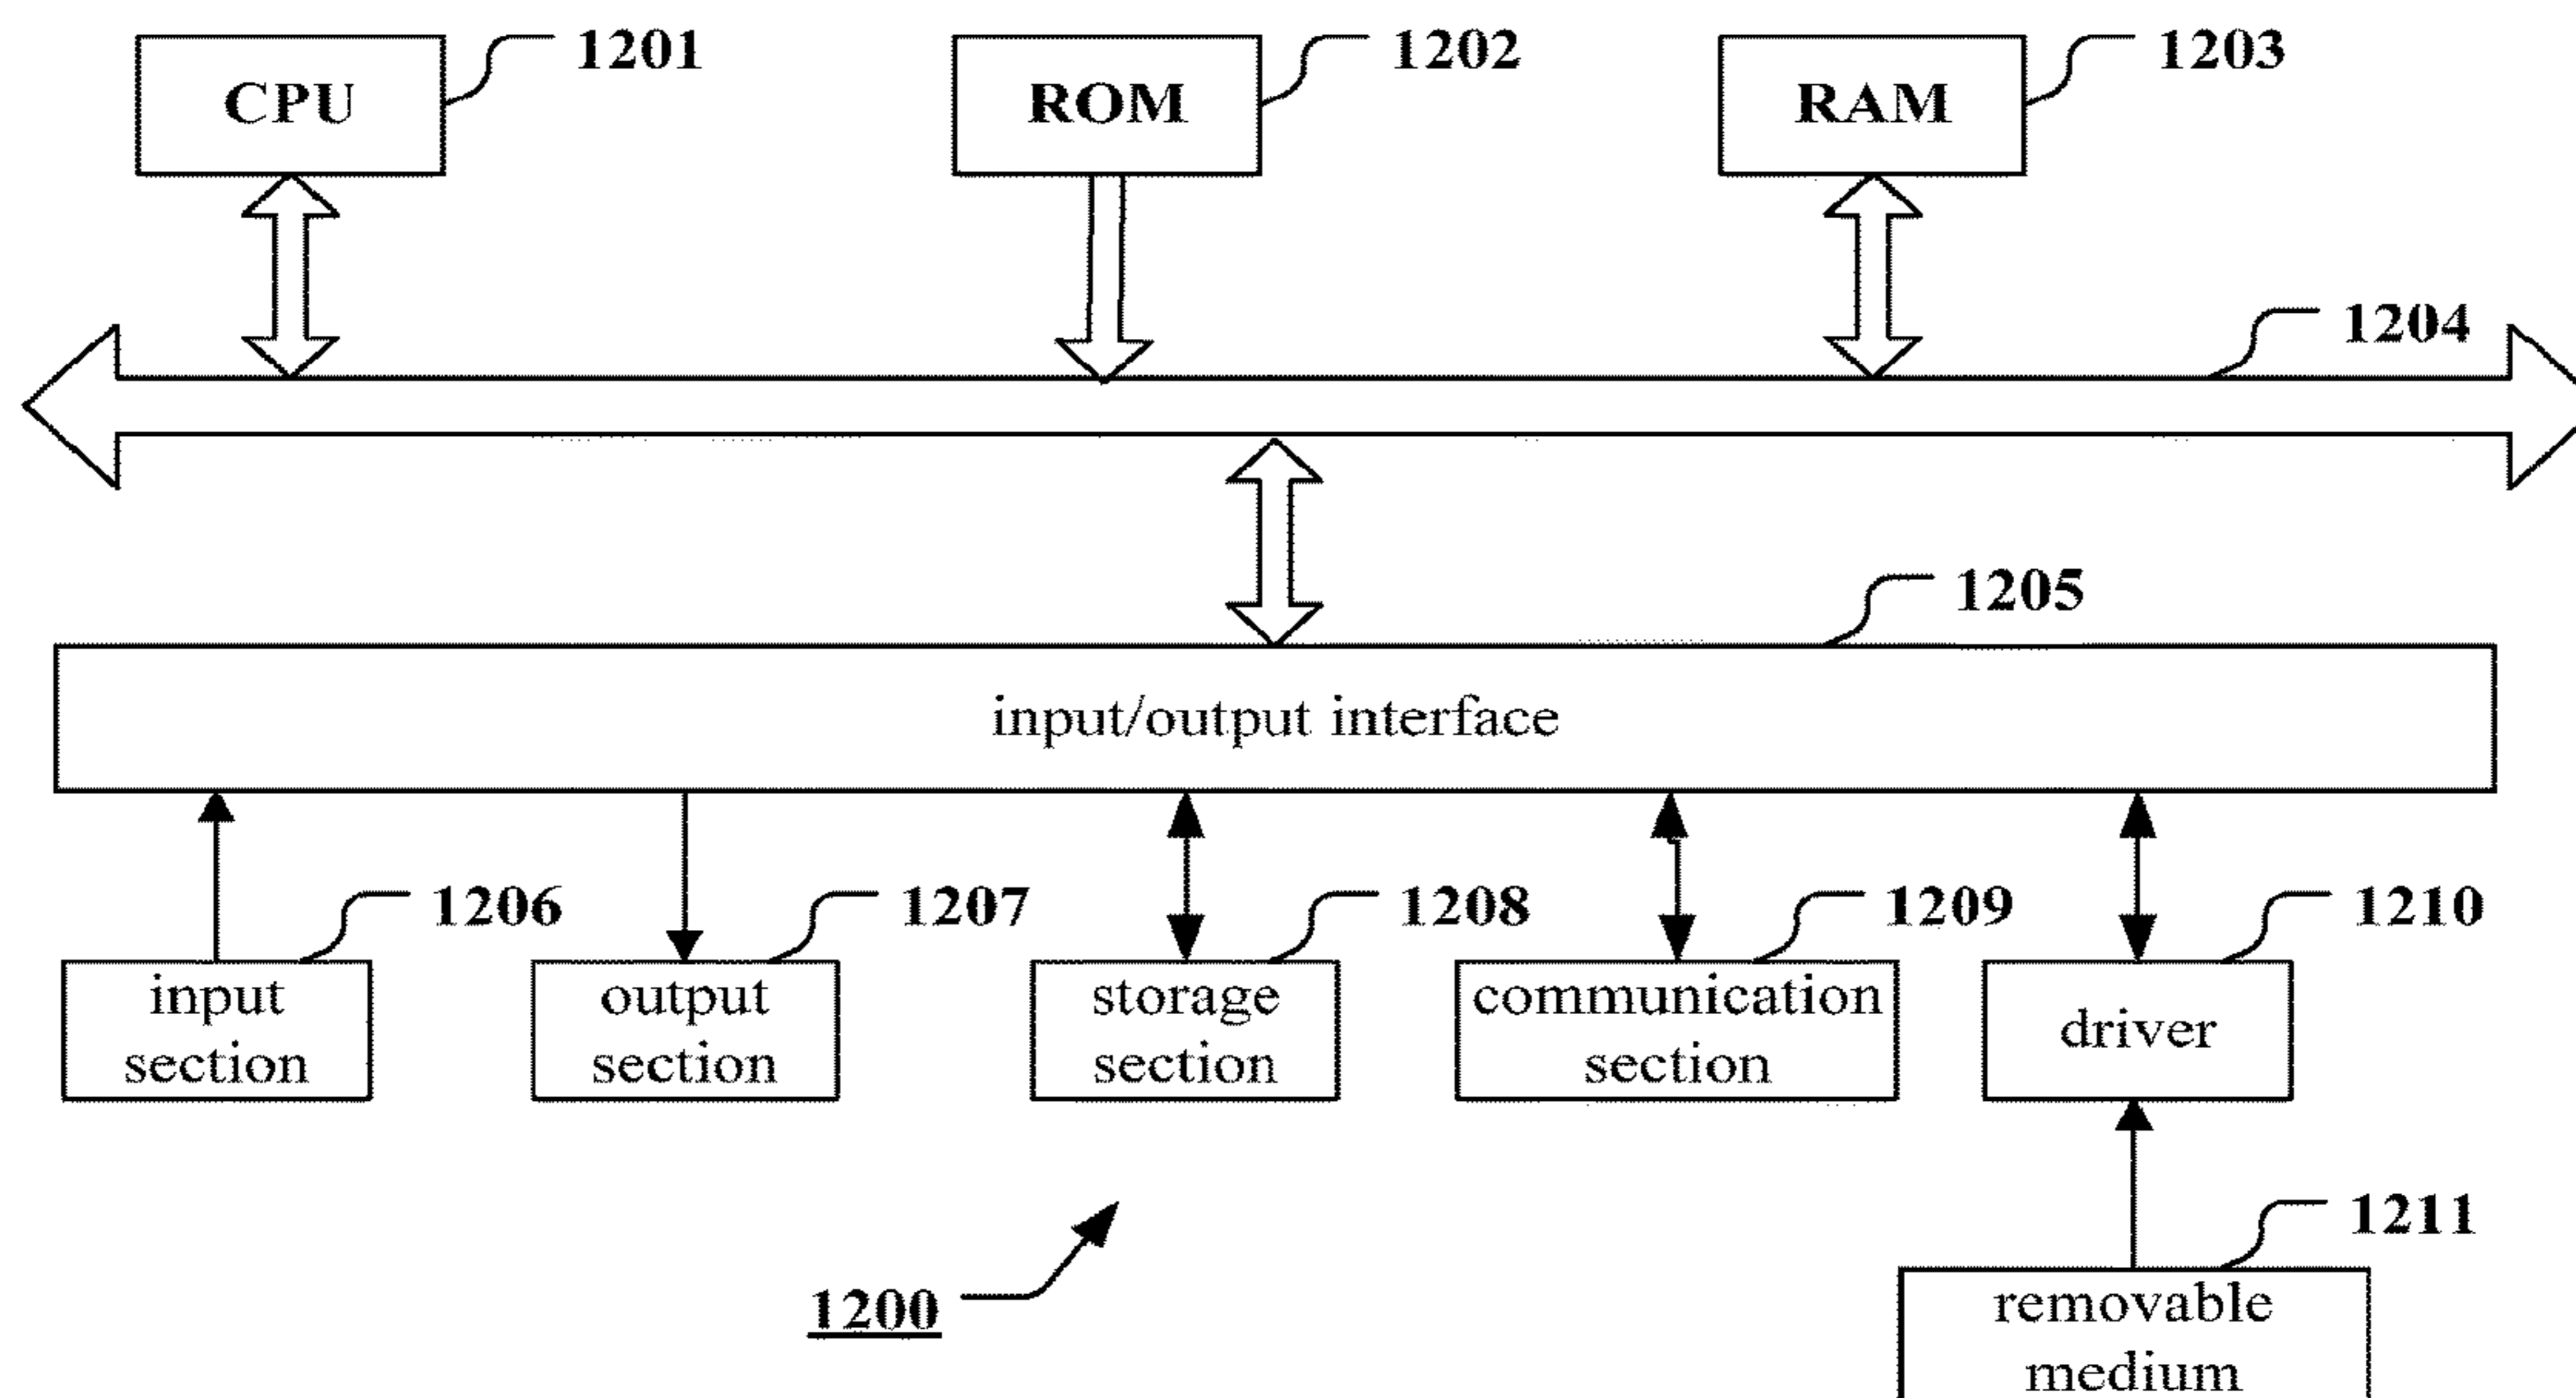 CPU
1201
ROM
1202
RAM
1203
1204
1205
input/output interface
1206
1207
1208
1209
1210
input
section
output
section
storage
section
communication
section
driver
1211
1200
removable
medium